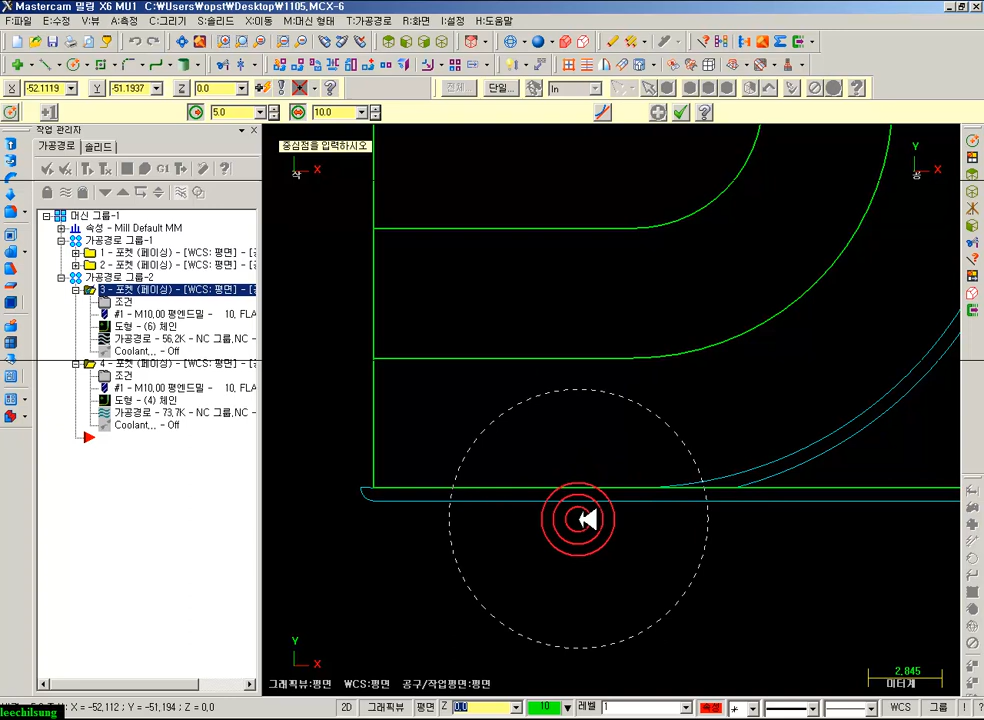 Mastercam 밀링 X6 MU1 C:₩Users₩opst₩Desktop₩1105,MCX-6
F:파일 E:수정 V:뷰 A:측정 C:그리기 S:솔리드 X:이동 M:머신 형태 T:가공경로 R:화면 I:설정 H:도움말
X -52.1119 Y -51.1937 Z 0.0 전체... 단일... In
5.0 10.0
작업 관리자
중심점을 입력하시오
가공경로 솔리드
G1
머신 그룹-1
속성 - Mill Default MM
가공경로 그룹-1
1 - 포켓 (페이싱) - [WCS: 평면] -
2 - 포켓 (페이싱) - [WCS: 평면] -
가공경로 그룹-2
3 - 포켓 (페이싱) - [WCS: 평면] -
조건
#1 - M10,00 평엔드밀 - 10, FLA
도형 - (6) 체인
가공경로 - 56,2K - NC 그룹,NC -
Coolant... - Off
4 - 포켓 (페이싱) - [WCS: 평면] -
조건
#1 - M10,00 평엔드밀 - 10, FLA
도형 - (4) 체인
가공경로 - 73,7K - NC 그룹,NC -
Coolant... - Off
X
Y
X
Y
X
그래픽뷰:평면 WCS:평면 공구/작업평면:평면
2,845
미터계
X = -52,112 Y = -51,194 Z = 0,0
2D 그래픽뷰 평면 Z 0.0 10 레벨 1 속성 WCS 그룹 ! ?
leechilsung